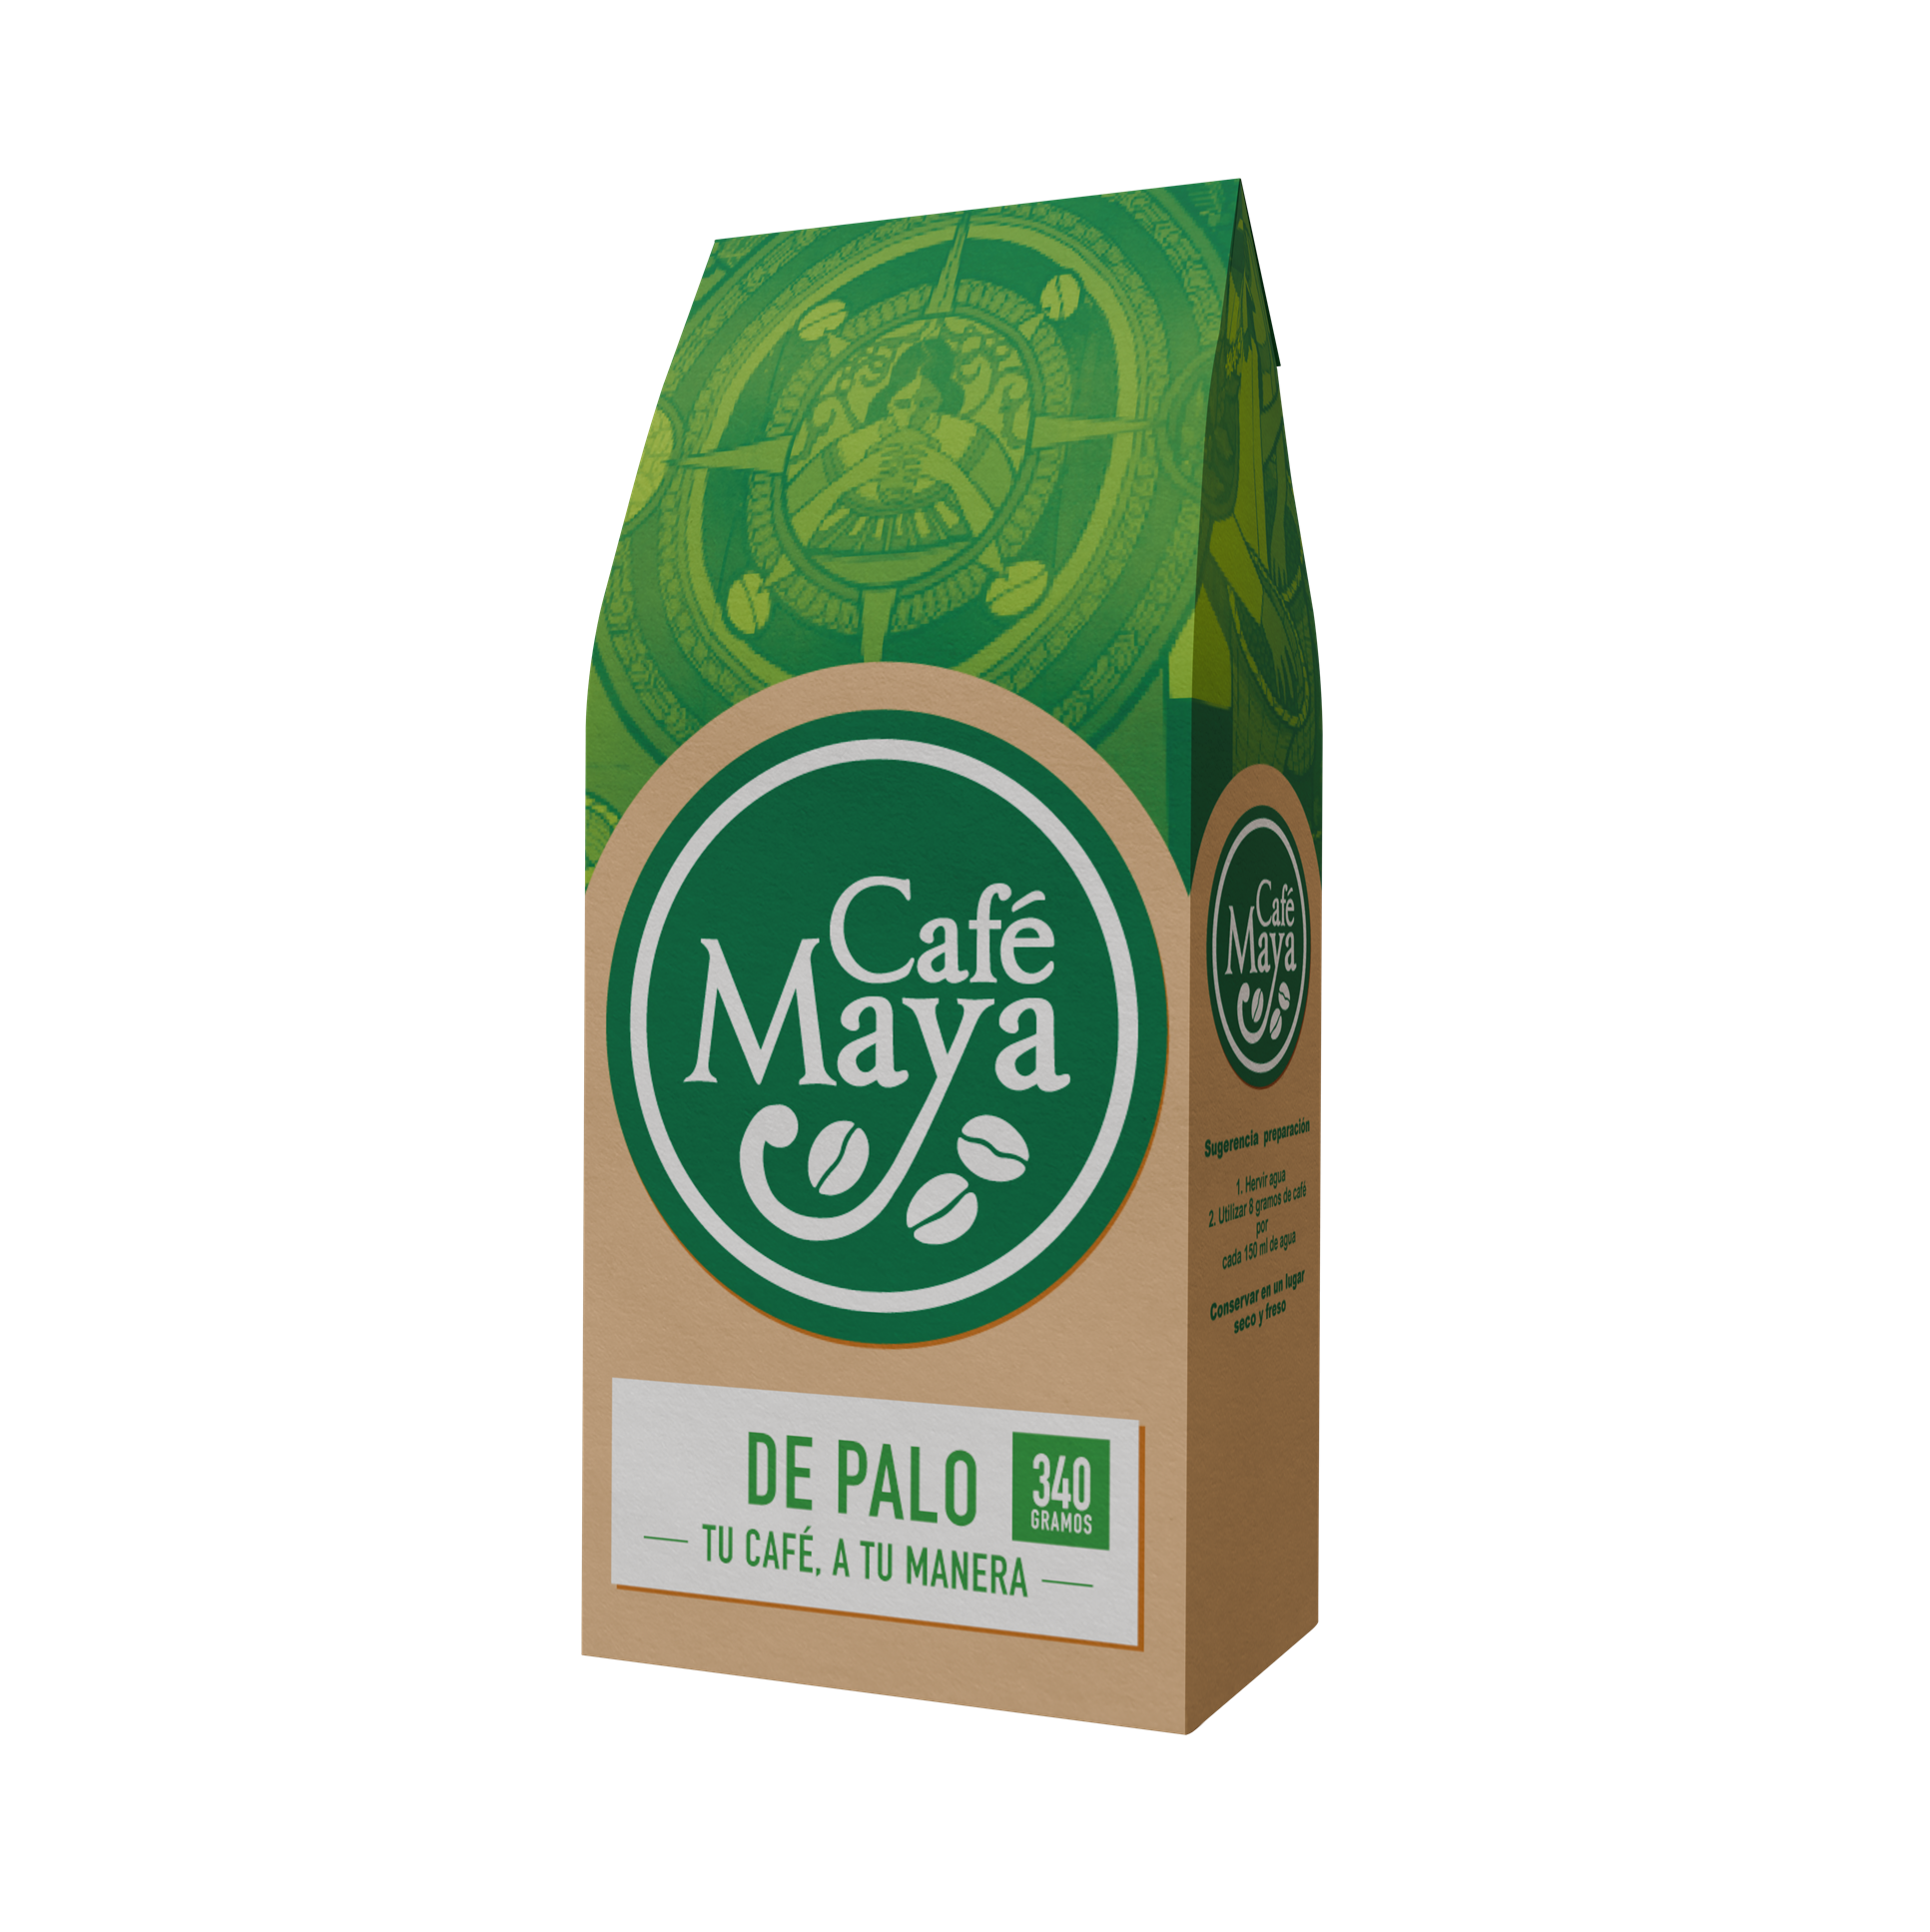 Café
Maya
DE PALO
340
GRAMOS
TU CAFÉ, A TU MANERA
Café
Maya
Sugerencia preparación
1. Hervir agua
2. Utilizar 8 gramos de café
por
cada 150 ml de agua
Conservar en un lugar
seco y freso